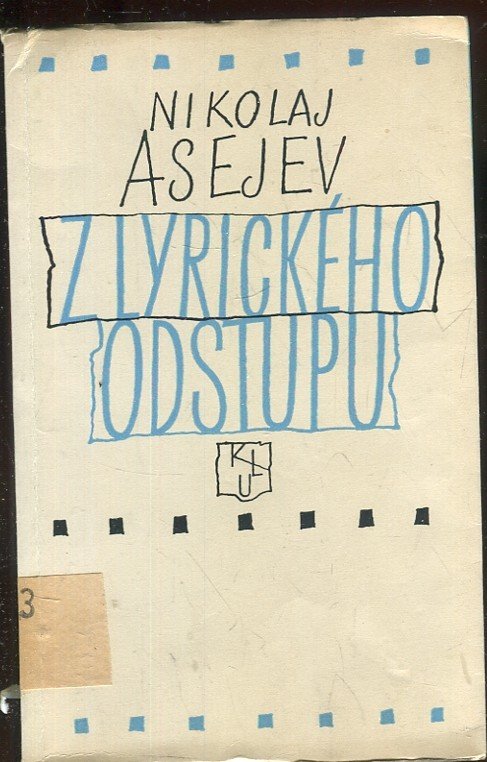 NIKOLAJ
ASEJEV
Z LYRICKÉHO
ODSTUPU
KLU
3